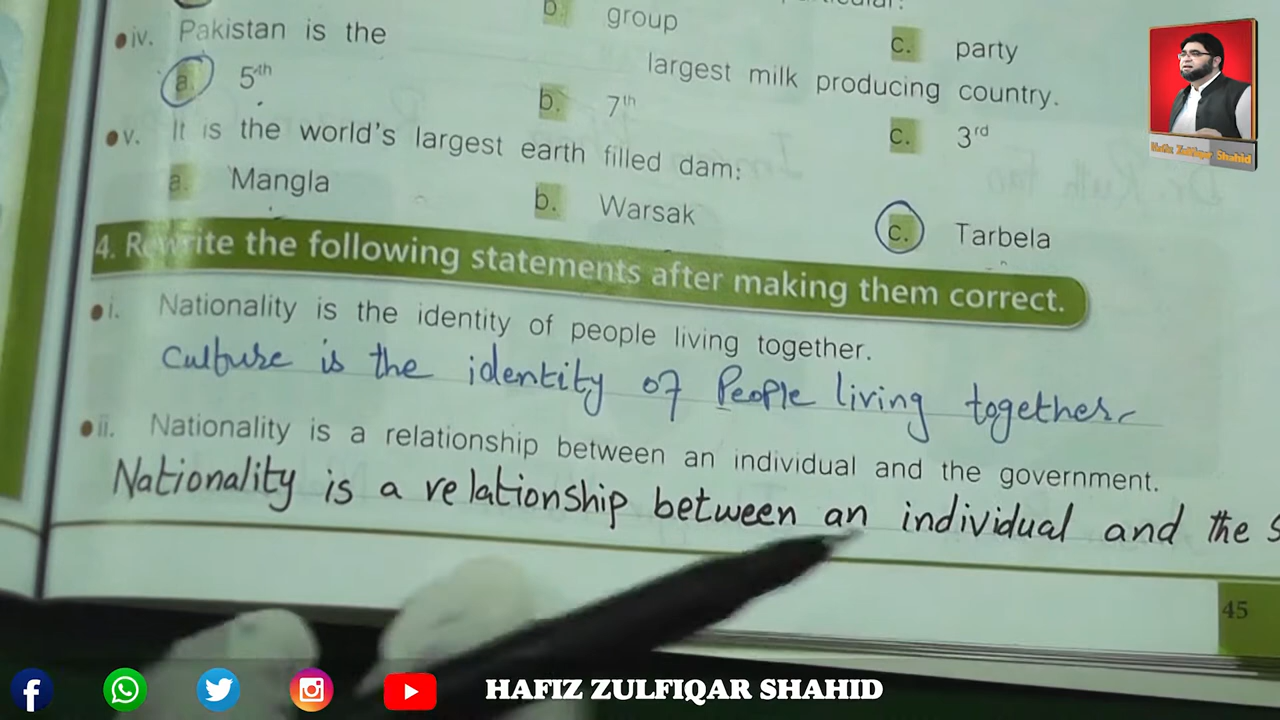 b. group
c. party
iv. Pakistan is the largest milk producing country.
a. 5th
b. 7th
c. 3rd
v. It is the world's largest earth filled dam:
a. Mangla
b. Warsak
c. Tarbela
4. Rewrite the following statements after making them correct.
i. Nationality is the identity of people living together.
Culture is the identity of People living together.
ii. Nationality is a relationship between an individual and the government.
Nationality is a relationship between an individual and the
45
Hafiz Zulfiqar Shahid
HAFIZ ZULFIQAR SHAHID